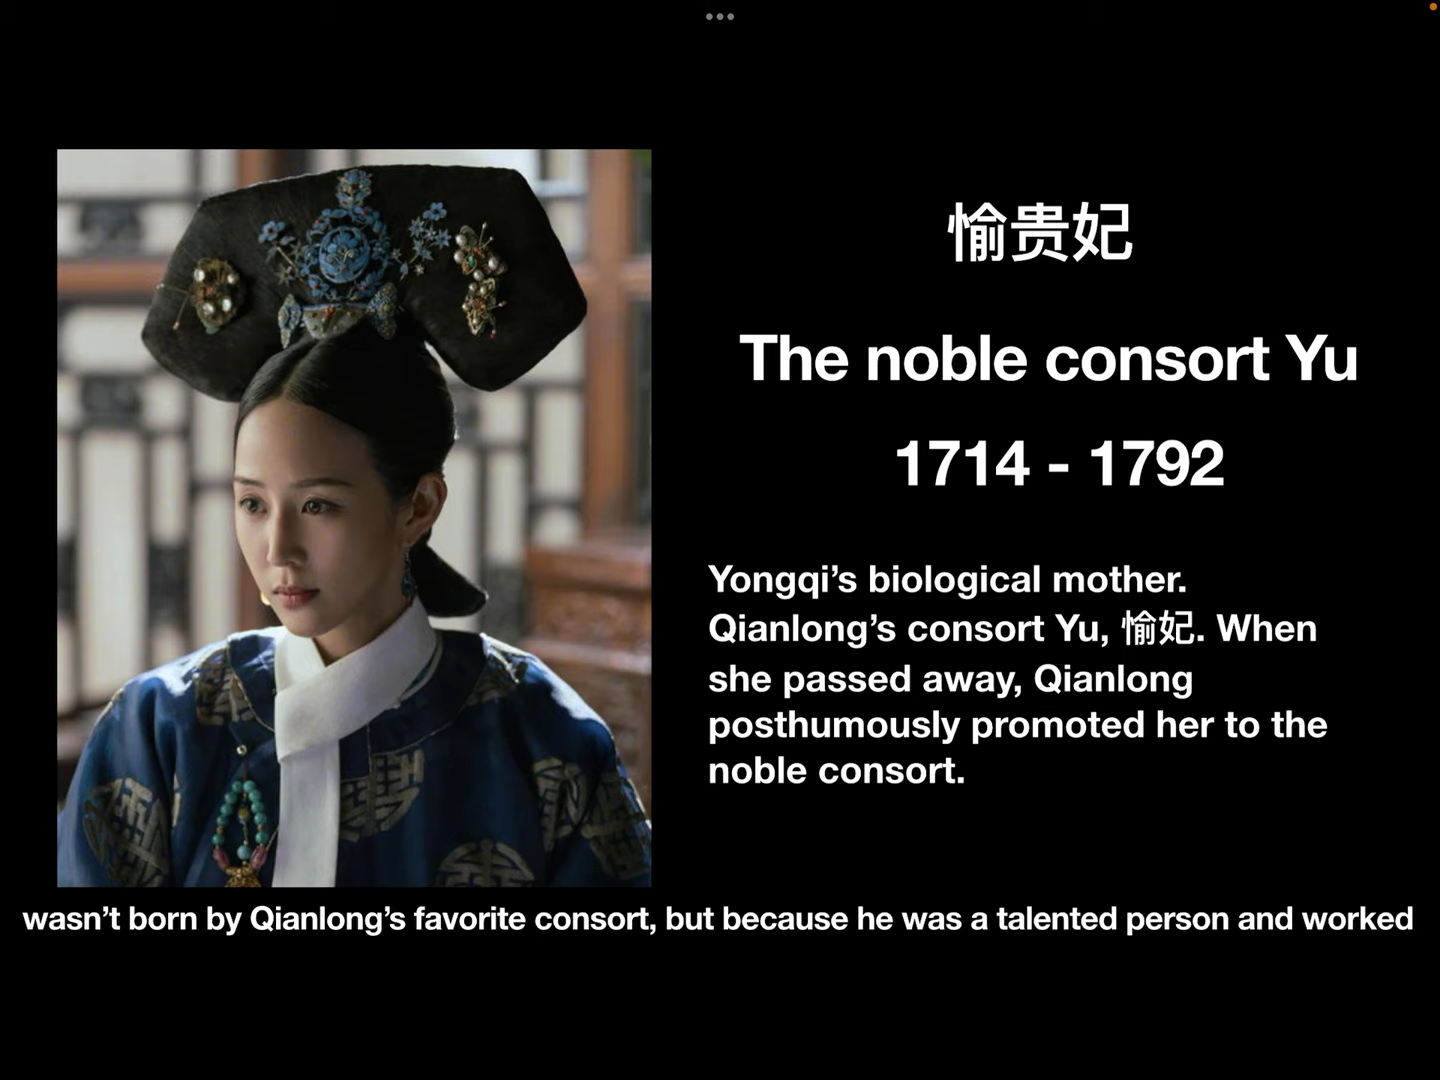 愉贵妃
The noble consort Yu
1714 - 1792
Yongqi’s biological mother.
Qianlong’s consort Yu, 愉妃. When
she passed away, Qianlong
posthumously promoted her to the
noble consort.
wasn’t born by Qianlong’s favorite consort, but because he was a talented person and worked